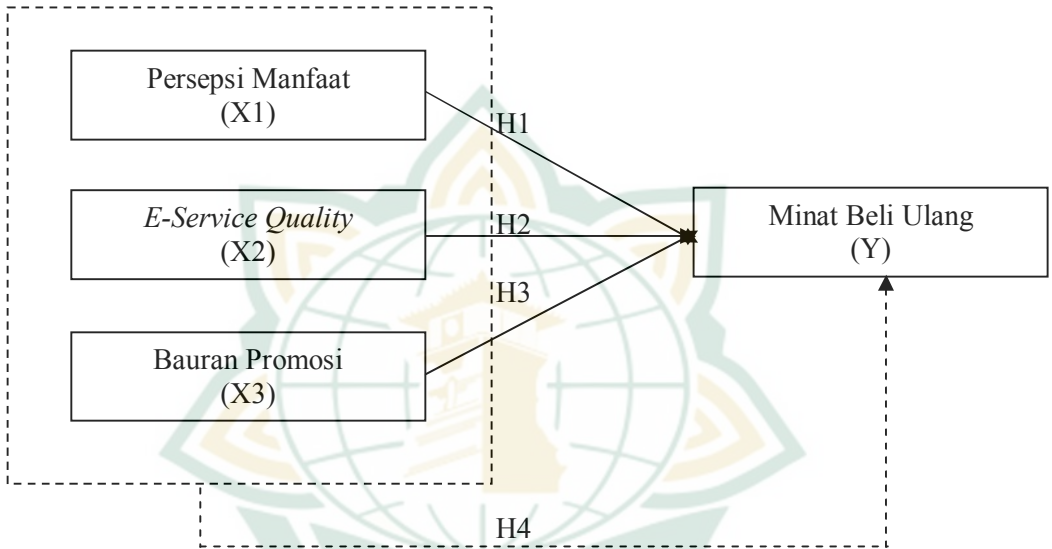 Persepsi Manfaat
(X1)
H1
E-Service Quality
(X2)
H2
Minat Beli Ulang
(Y)
H3
Bauran Promosi
(X3)
H4